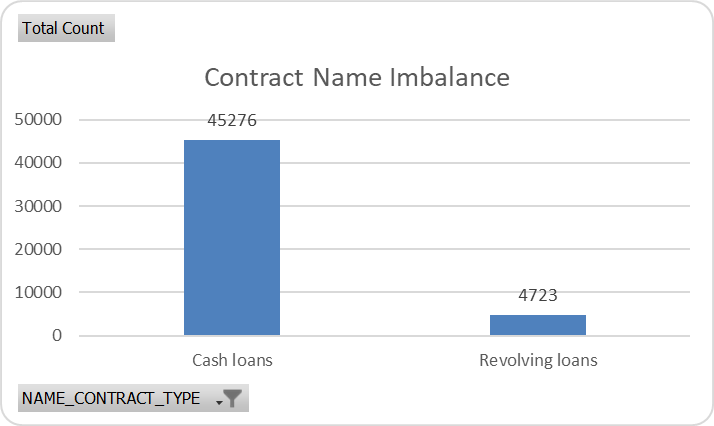 Total Count
Contract Name Imbalance
50000
45276
40000
30000
20000
10000
4723
0
Cash loans
Revolving loans
NAME_CONTRACT_TYPE